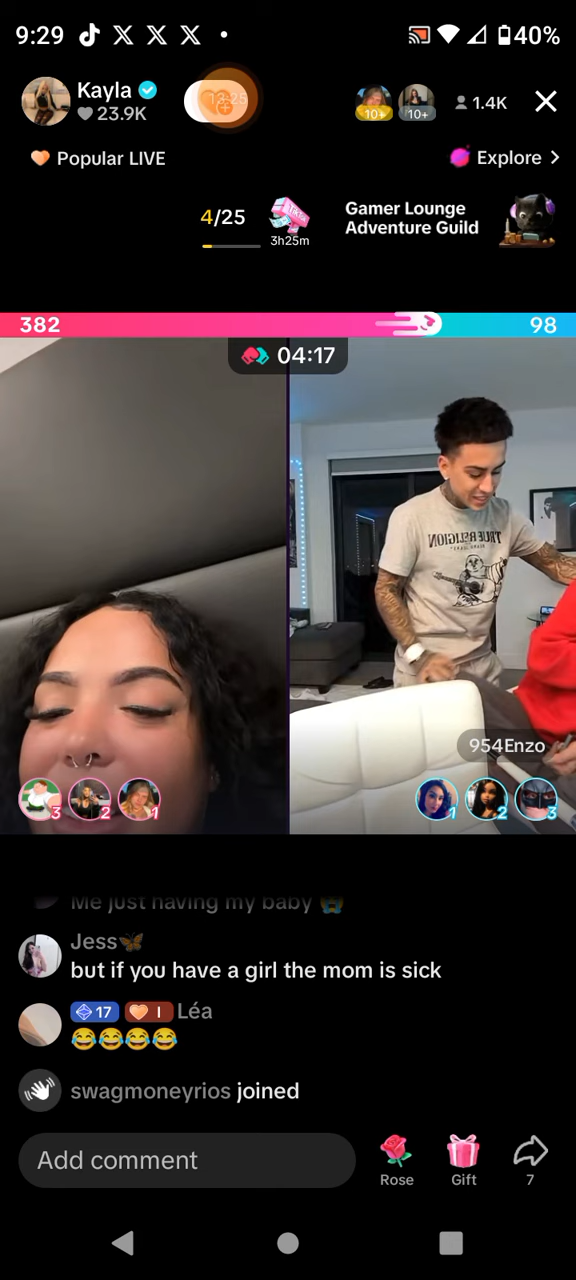 9:29
40%
Kayla
23.9K
10+
10+
1.4K
Popular LIVE
Explore >
4/25
3h25m
Gamer Lounge
Adventure Guild
382
98
04:17
TRUE RELIGION
954Enzo
3
2
1
1
2
3
Me just having my baby 😭
Jess🦋
but if you have a girl the mom is sick
17 I Léa
😂😂😂😂
swagmoneyrios joined
Add comment
Rose
Gift
7